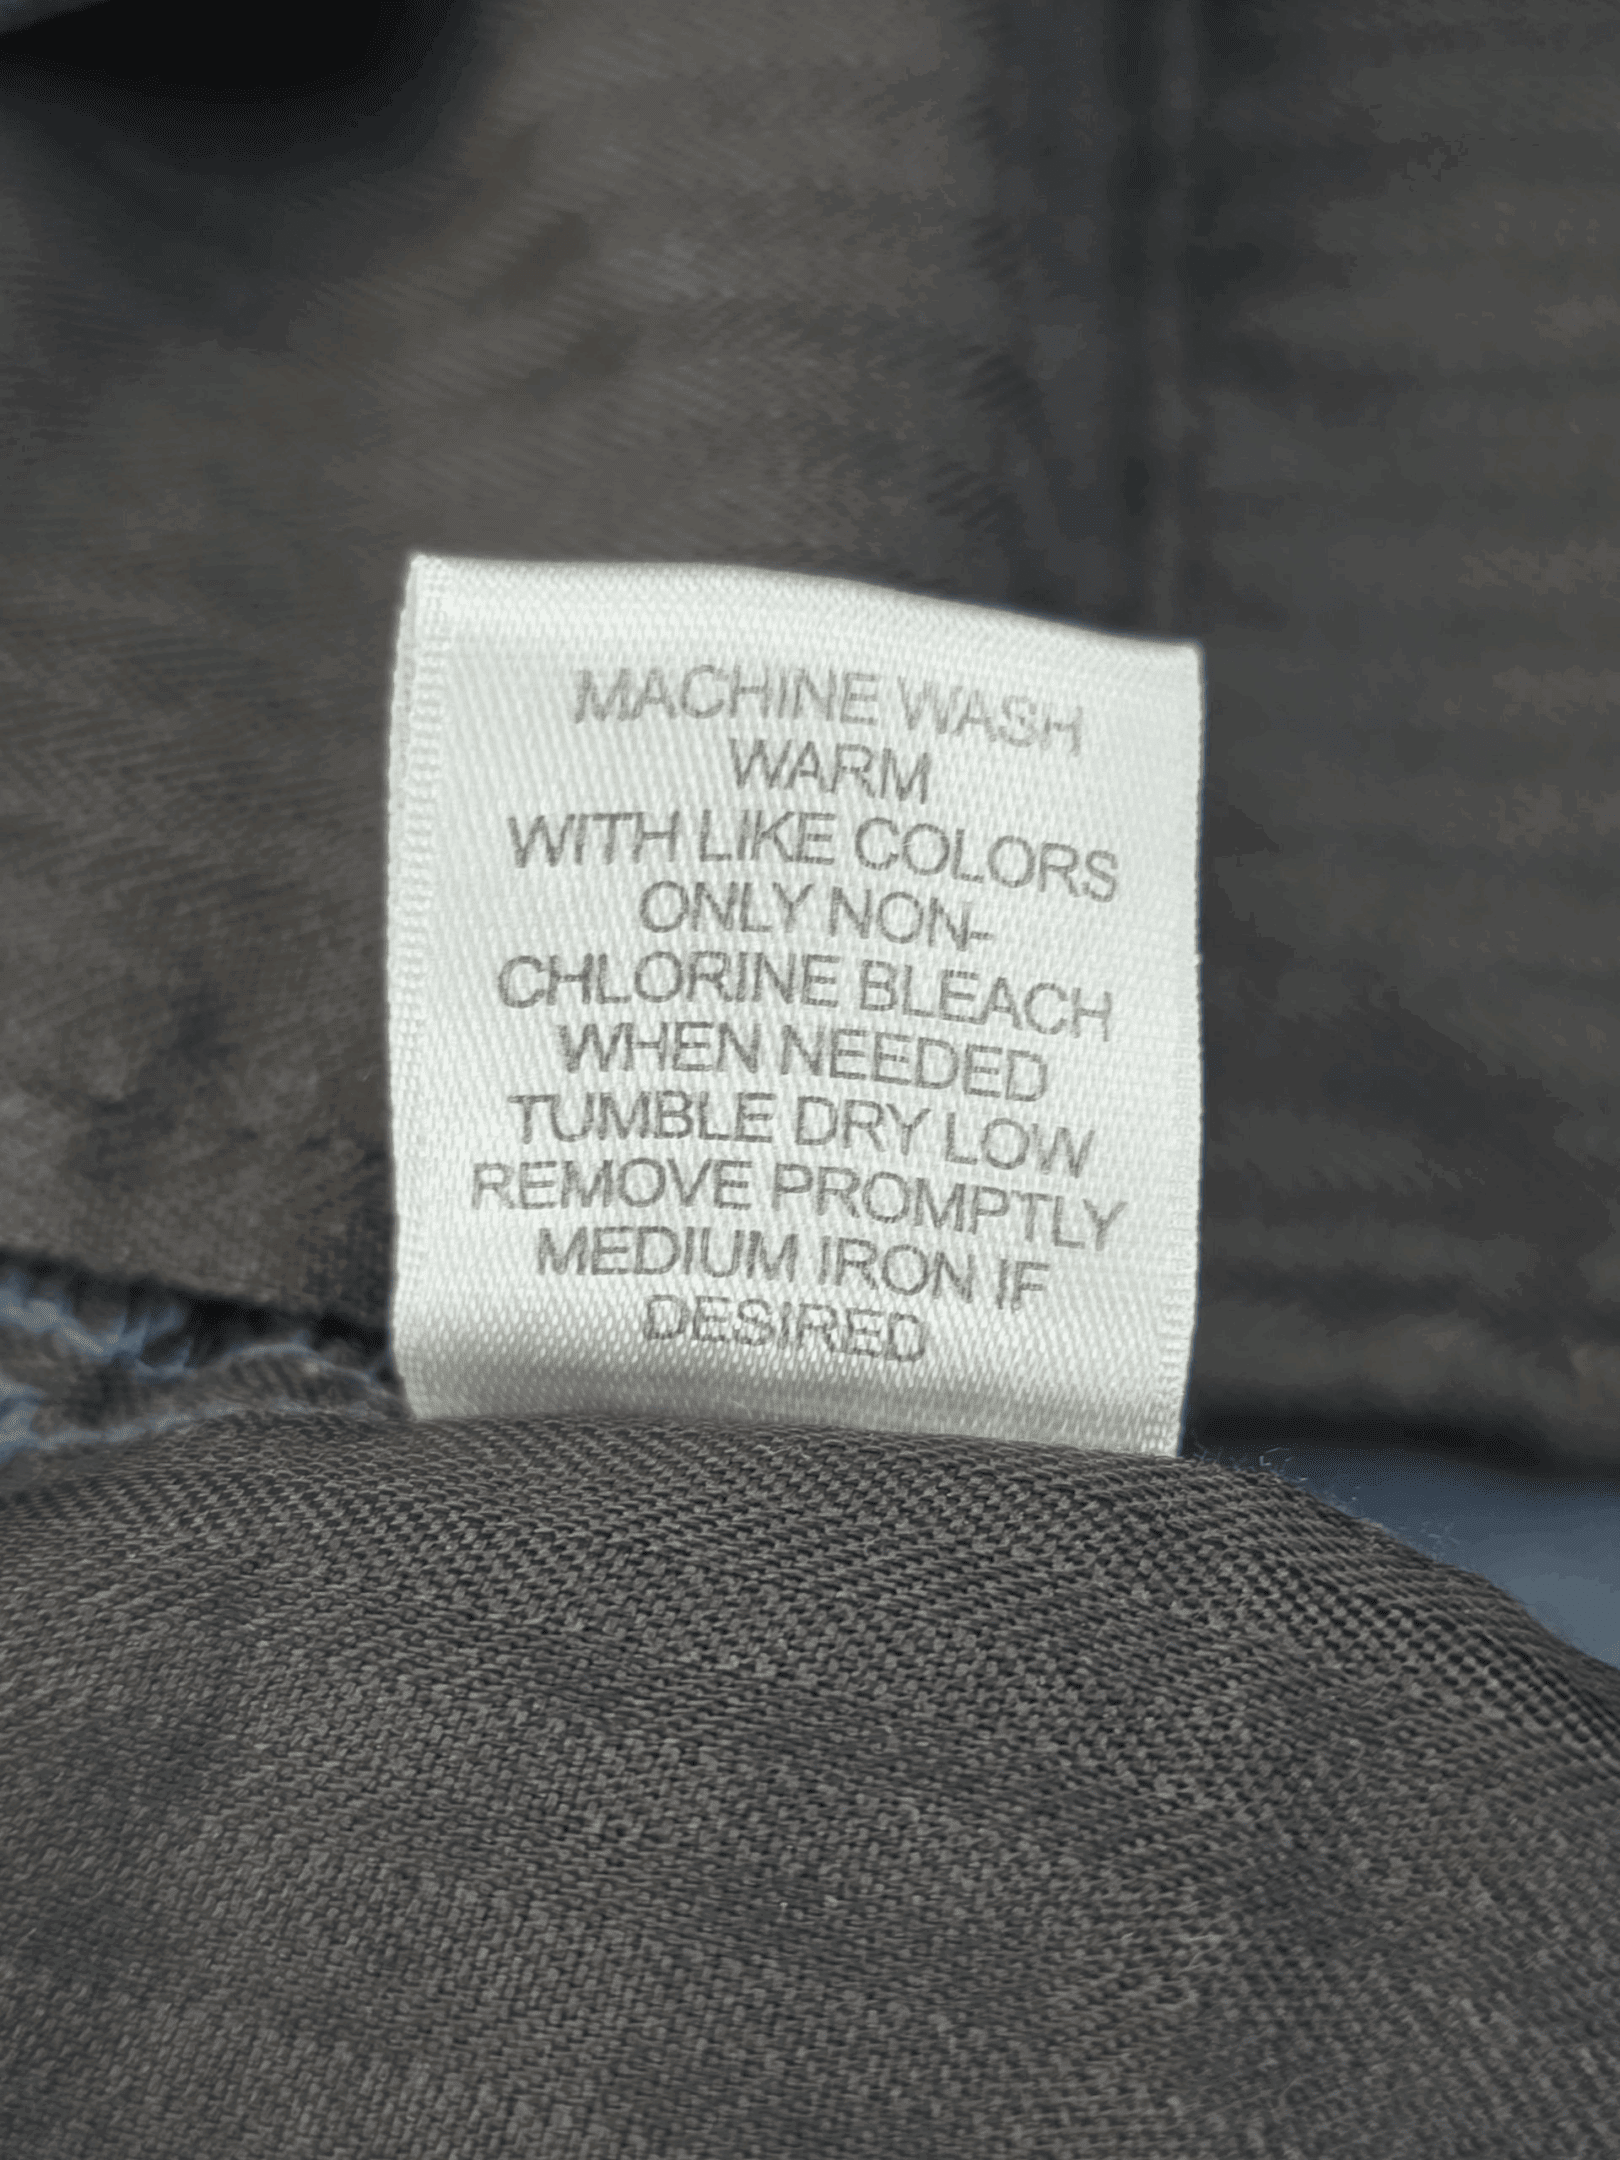 MACHINE WASH
WARM
WITH LIKE COLORS
ONLY NON-
CHLORINE BLEACH
WHEN NEEDED
TUMBLE DRY LOW
REMOVE PROMPTLY
MEDIUM IRON IF
DESIRED